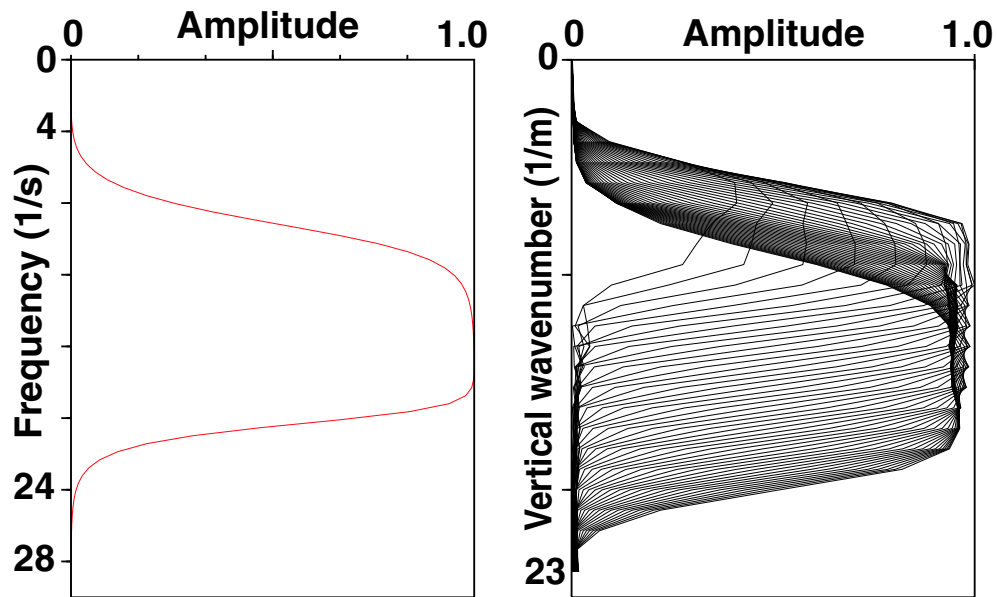 Amplitude
0 1.0
0
4
24
28
Frequency (1/s)
Amplitude
0 1.0
0
23
Vertical wavenumber (1/m)